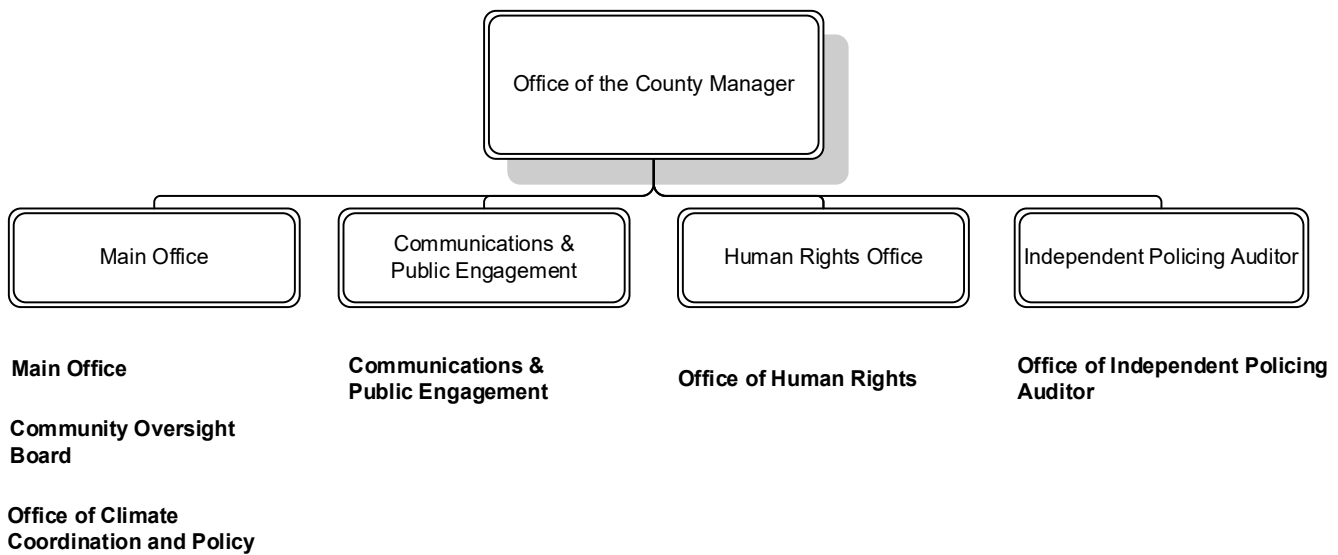 Office of the County Manager
Main Office
Communications &
Public Engagement
Human Rights Office
Independent Policing Auditor
Main Office
Community Oversight
Board
Office of Climate
Coordination and Policy
Communications &
Public Engagement
Office of Human Rights
Office of Independent Policing
Auditor